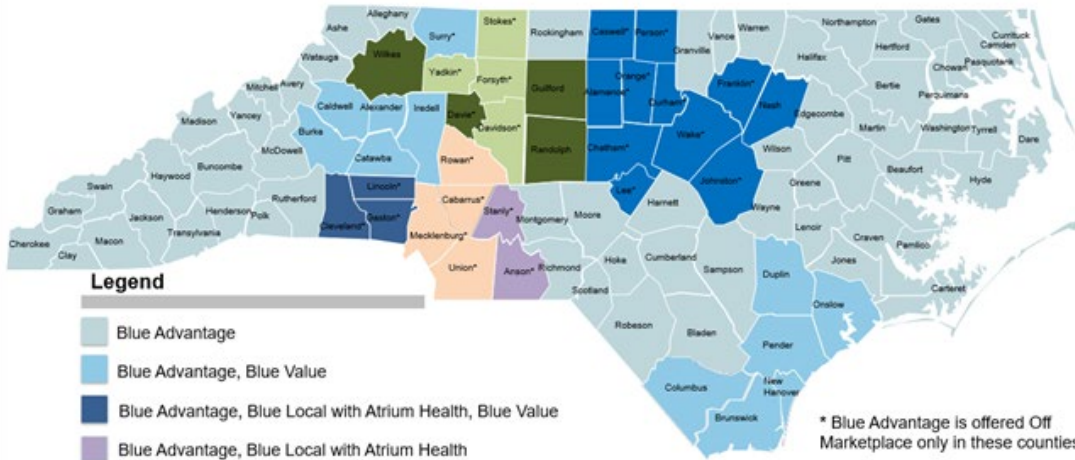 Alleghany
Ashe
Surry*
Stokes*
Rockingham
Caswell*
Person*
Granville
Vance
Warren
Northampton
Gates
Currituck
Camden
Pasquotank
Hertford
Halifax
Watauga
Wilkes
Yadkin*
Forsyth*
Guilford
Alamance*
Orange*
Durham*
Franklin*
Nash
Bertie
Chowan
Perquimans
Mitchell
Avery
Caldwell
Alexander
Iredell
Davie*
Davidson*
Edgecombe
Madison
Yancey
Burke
Randolph
Chatham*
Wake*
Martin
Washington
Tyrrell
Dare
McDowell
Catawba
Rowan*
Wilson
Pitt
Beaufort
Hyde
Buncombe
Haywood
Swain
Lincoln*
Lee*
Johnston*
Greene
Graham
Jackson
Henderson
Polk
Rutherford
Cleveland*
Gaston*
Cabarrus*
Stanly*
Montgomery
Moore
Harnett
Wayne
Lenoir
Craven
Pamlico
Cherokee
Clay
Macon
Transylvania
Mecklenburg*
Union*
Anson*
Richmond
Hoke
Cumberland
Sampson
Duplin
Jones
Carteret
Scotland
Robeson
Bladen
Onslow
Pender
Columbus
New
Hanover
Brunswick
Legend
Blue Advantage
Blue Advantage, Blue Value
Blue Advantage, Blue Local with Atrium Health, Blue Value
Blue Advantage, Blue Local with Atrium Health
* Blue Advantage is offered Off
Marketplace only in these counties